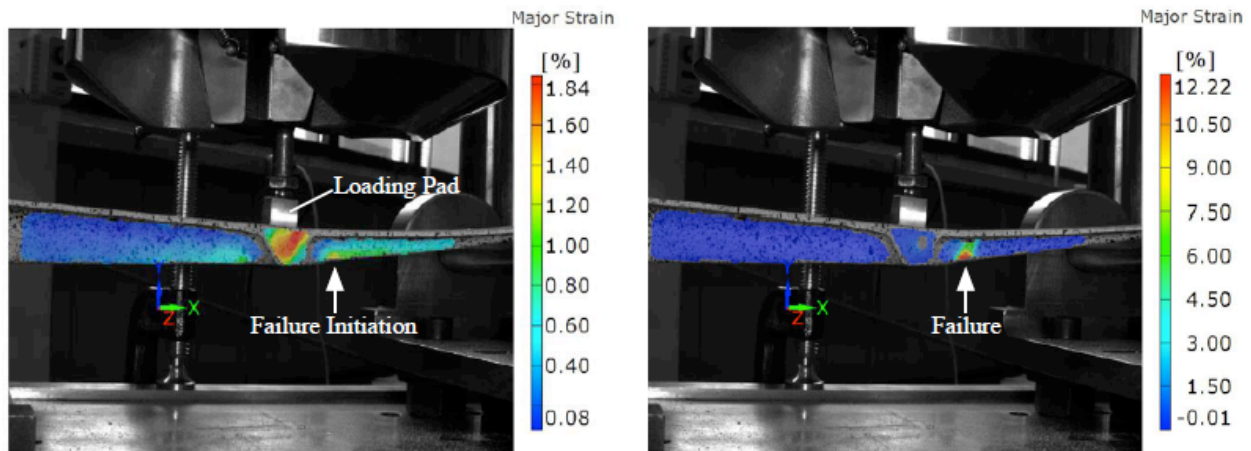 Major Strain
[%]
1.84
1.60
1.40
1.20
1.00
0.80
0.60
0.40
0.08
Loading Pad
X
Z
Failure Initiation
Major Strain
[%]
12.22
10.50
9.00
7.50
6.00
4.50
3.00
1.50
-0.01
X
Z
Failure